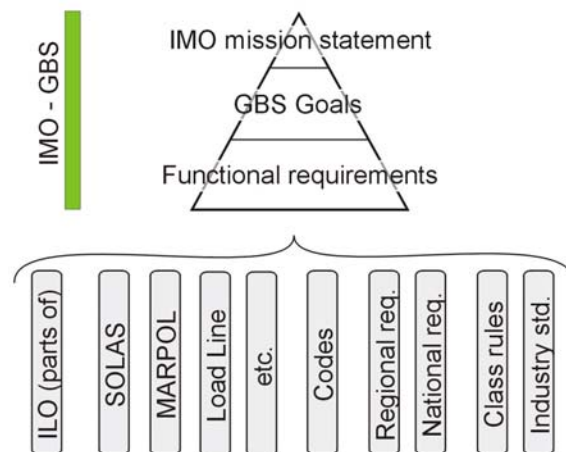 IMO - GBS
IMO mission statement
GBS Goals
Functional requirements
ILO (parts of)
SOLAS
MARPOL
Load Line
etc.
Codes
Regional req.
National req.
Class rules
Industry std.